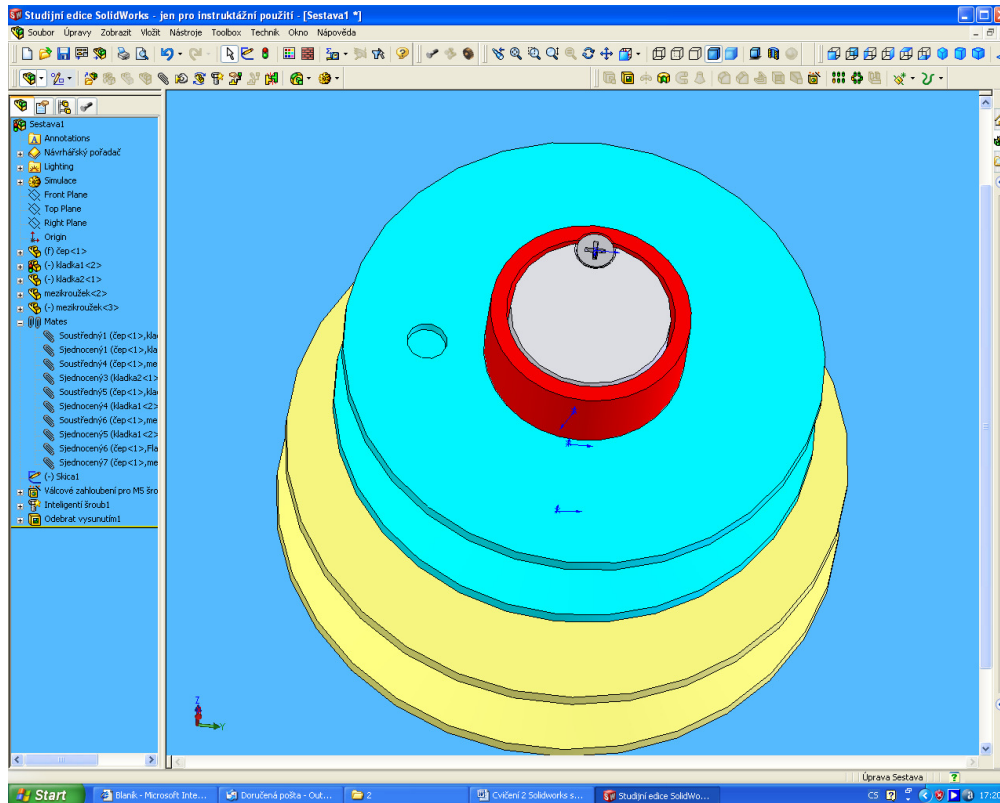 Studijní edice SolidWorks - jen pro instruktážní použití - [Sestava1 *]
Soubor Úpravy Zobrazit Vložit Nástroje Toolbox Technik Okno Nápověda
Sestava1
Annotations
Návrhářský pořadač
Lighting
Simulace
Front Plane
Top Plane
Right Plane
Origin
(f) čep<1>
(-) kladka1<2>
(-) kladka2<1>
mezikroužek<2>
(-) mezikroužek<3>
Mates
Soustředný1 (čep<1>,kla
Sjednocený1 (čep<1>,kla
Soustředný4 (čep<1>,me
Sjednocený3 (kladka2<1>
Soustředný5 (čep<1>,kla
Sjednocený4 (kladka1<2>
Soustředný6 (čep<1>,me
Sjednocený5 (kladka1<2>
Sjednocený6 (čep<1>,Fla
Sjednocený7 (čep<1>,me
(-) Skica1
Válcové zahloubení pro M5 šro
Inteligentí šroub1
Odebrat vysunutím1
Z
Y
Úprava Sestava
Start
Blaník - Microsoft Inte...
Doručená pošta - Out...
2
Cvičení 2 Solidworks s...
Studijní edice SolidWo...
CS
17:20